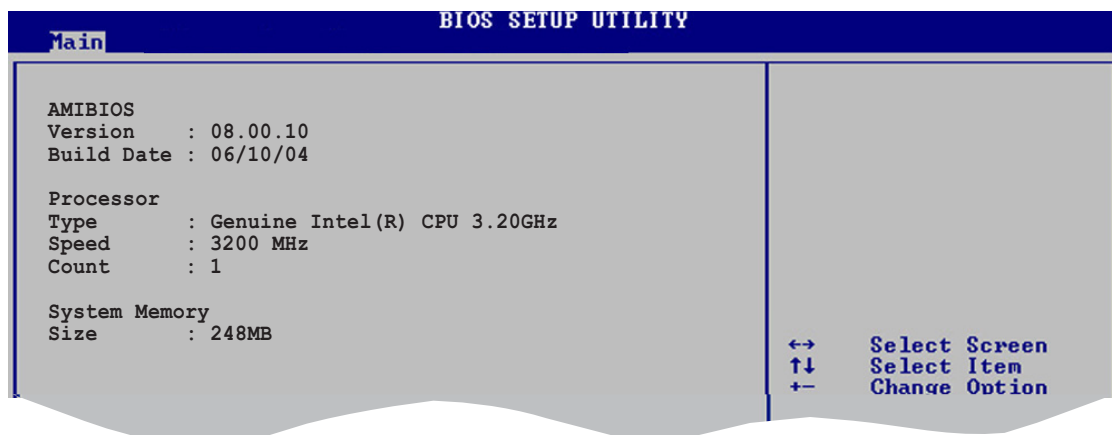 BIOS SETUP UTILITY
Main
AMIBIOS
Version : 08.00.10
Build Date : 06/10/04
Processor
Type : Genuine Intel(R) CPU 3.20GHz
Speed : 3200 MHz
Count : 1
System Memory
Size : 248MB
←→ Select Screen
↑↓ Select Item
+- Change Option